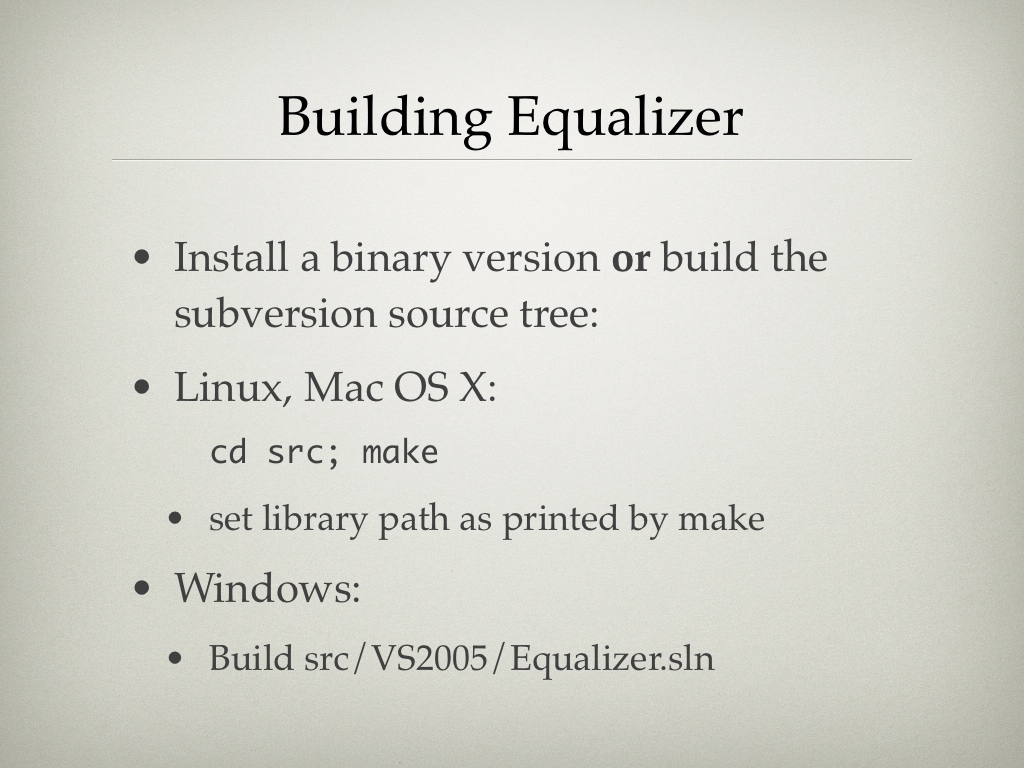 Building Equalizer
• Install a binary version or build the
subversion source tree:
• Linux, Mac OS X:
cd src; make
• set library path as printed by make
• Windows:
• Build src/VS2005/Equalizer.sln